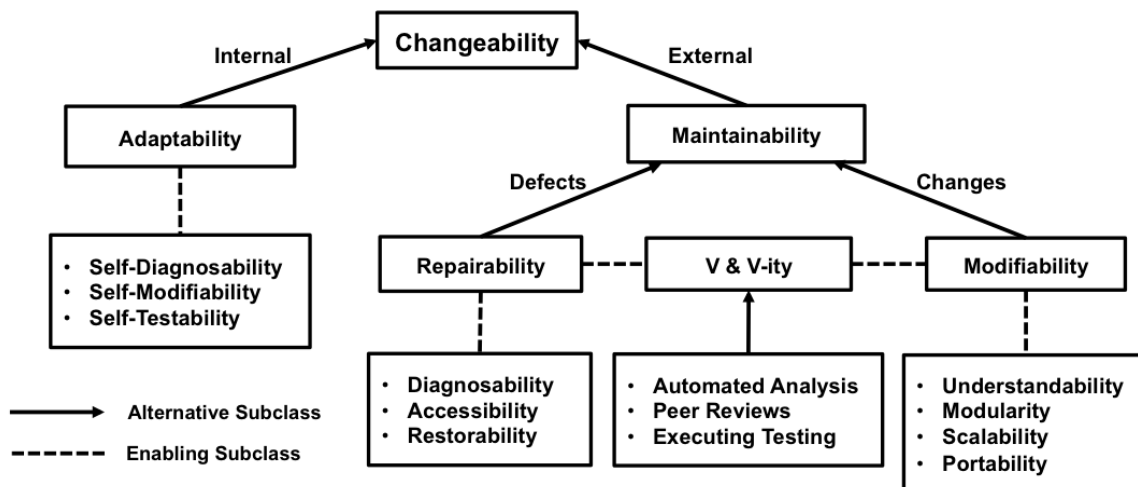 Changeability
Internal
External
Adaptability
Maintainability
Defects
Changes
• Self-Diagnosability
• Self-Modifiability
• Self-Testability
Repairability
V & V-ity
Modifiability
• Diagnosability
• Accessibility
• Restorability
• Automated Analysis
• Peer Reviews
• Executing Testing
• Understandability
• Modularity
• Scalability
• Portability
Alternative Subclass
Enabling Subclass